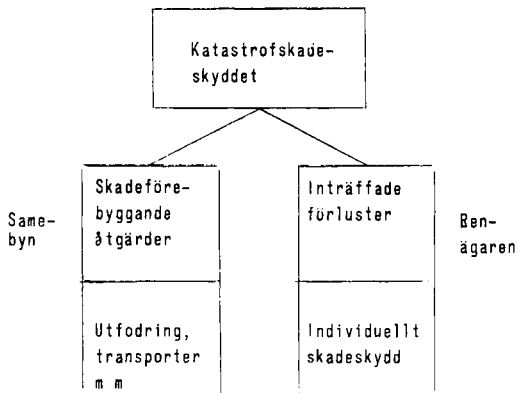 Katastrofskade-
skyddet
Same-
byn
Skadeföre-
byggande
åtgärder
Inträffade
förluster
Ren-
ägaren
Utfodring,
transporter
m m
Individuellt
skadeskydd